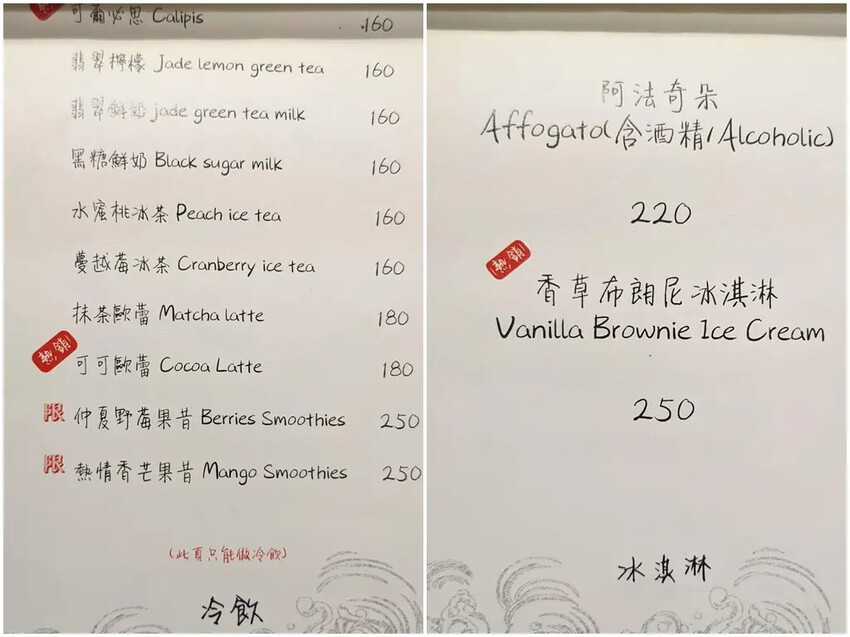 可爾必思 Calipis 160
翡翠檸檬 Jade lemon green tea 160
翡翠鮮奶 jade green tea milk 160
黑糖鮮奶 Black sugar milk 160
水蜜桃冰茶 Peach ice tea 160
蔓越莓冰茶 Cranberry ice tea 160
抹茶歐蕾 Matcha latte 180
熱銷 可可歐蕾 Cocoa Latte 180
限 仲夏野莓果昔 Berries Smoothies 250
限 熱情香芒果昔 Mango Smoothies 250
(此頁只能做冷飲)
冷飲
阿法奇朵
Affogato(含酒精/Alcoholic)
220
熱銷
香草布朗尼冰淇淋
Vanilla Brownie Ice Cream
250
冰淇淋